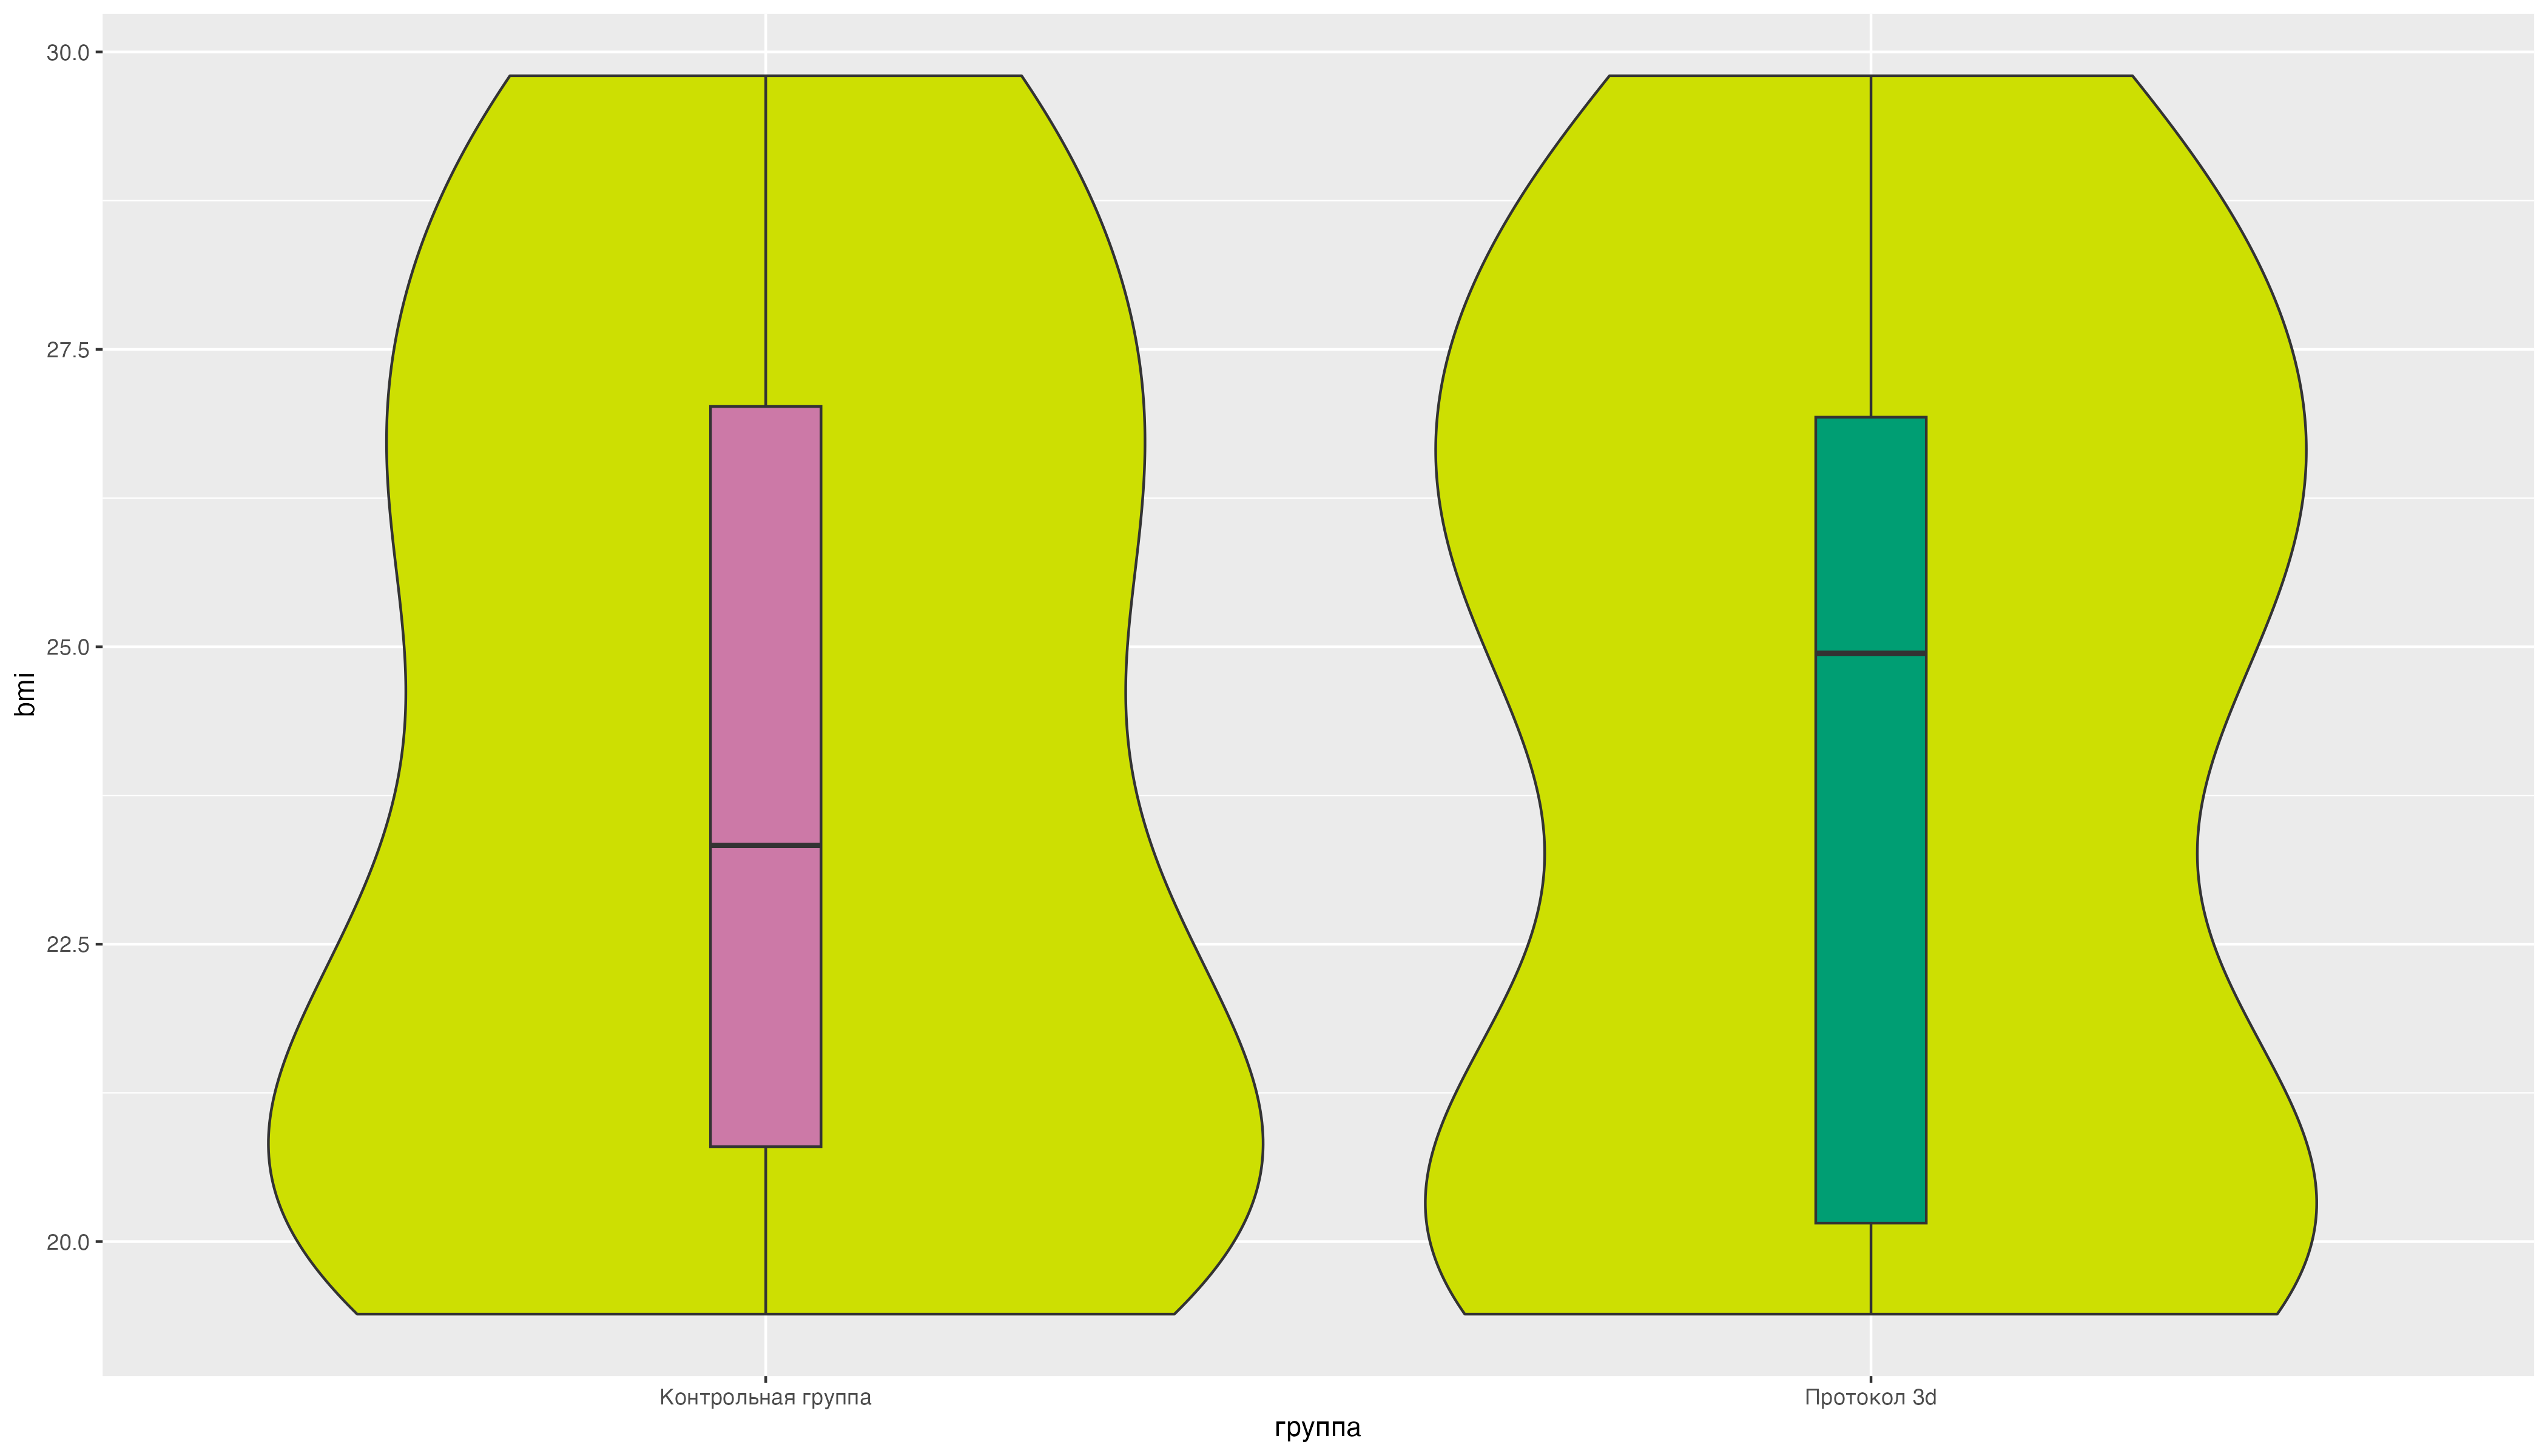 30.0
27.5
25.0
22.5
20.0
bmi
Контрольная группа
Протокол 3d
группа